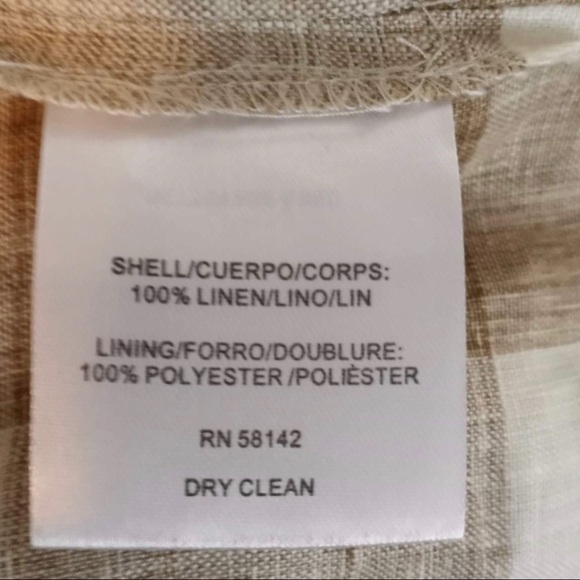 SHELL/CUERPO/CORPS:
100% LINEN/LINO/LIN
LINING/FORRO/DOUBLURE:
100% POLYESTER /POLIÈSTER
RN 58142
DRY CLEAN